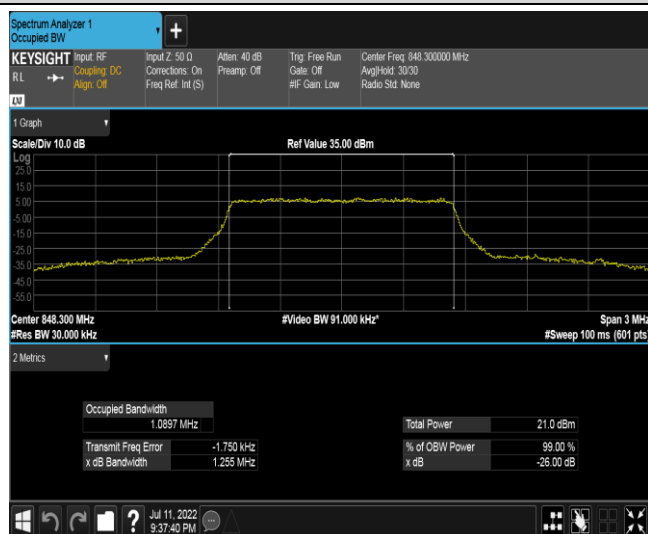 Spectrum Analyzer 1
Occupied BW
KEYSIGHT Input: RF Input Z: 50 Ω Atten: 40 dB Trig: Free Run Center Freq: 848.300000 MHz
RL Coupling: DC Corrections: On Preamp: Off Gate: Off Avg|Hold: 30/30
Align: Off Freq Ref: Int (S) #IF Gain: Low Radio Std: None
LXI
1 Graph
Scale/Div 10.0 dB Ref Value 35.00 dBm
Log
25.0
15.0
5.00
-5.00
-15.0
-25.0
-35.0
-45.0
-55.0
Center 848.300 MHz #Video BW 91.000 kHz* Span 3 MHz
#Res BW 30.000 kHz #Sweep 100 ms (601 pts)
2 Metrics
Occupied Bandwidth
1.0897 MHz Total Power 21.0 dBm
Transmit Freq Error -1.750 kHz % of OBW Power 99.00 %
x dB Bandwidth 1.255 MHz x dB -26.00 dB
Jul 11, 2022
9:37:40 PM